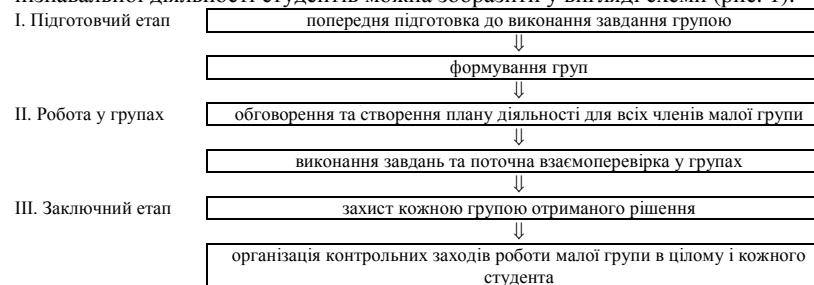 пізнавальної діяльності студентів можна зобразити у вигляді схеми (рис. 1).
І. Підготовчий етап попередня підготовка до виконання завдання групою
⇓
формування груп
⇓
ІІ. Робота у групах обговорення та створення плану діяльності для всіх членів малої групи
⇓
виконання завдань та поточна взаємоперевірка у групах
⇓
ІІІ. Заключний етап захист кожною групою отриманого рішення
⇓
організація контрольних заходів роботи малої групи в цілому і кожного
студента